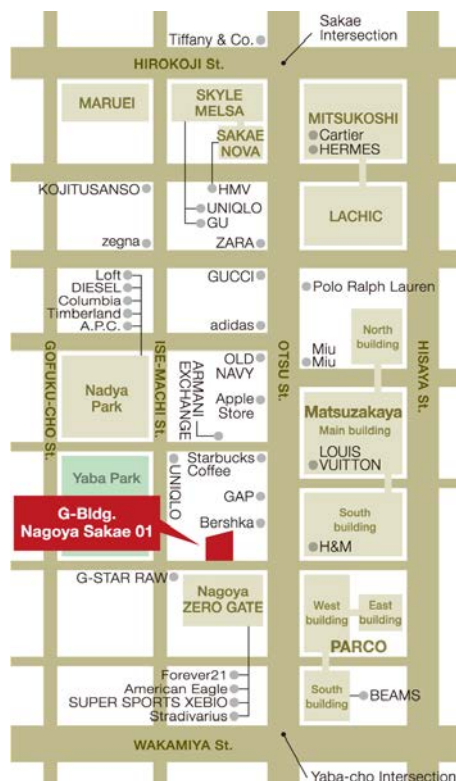 Tiffany & Co.
Sakae
Intersection
HIROKOJI St.
MARUEI
SKYLE
MELSA
SAKAE
NOVA
MITSUKOSHI
Cartier
HERMES
KOJITUSANSO
HMV
UNIQLO
GU
LACHIC
zegna
ZARA
Loft
DIESEL
Columbia
Timberland
A.P.C.
GUCCI
Polo Ralph Lauren
adidas
North
building
GOFUKU-CHO St.
ISE-MACHI St.
OTSU St.
HISAYA St.
Nadya
Park
ARMANI
EXCHANGE
OLD
NAVY
Apple
Store
Miu
Miu
Matsuzakaya
Main building
LOUIS
VUITTON
Yaba Park
UNIQLO
Starbucks
Coffee
GAP
Bershka
G-Bldg.
Nagoya Sakae 01
South
building
H&M
G-STAR RAW
Nagoya
ZERO GATE
West
building
East
building
PARCO
Forever21
American Eagle
SUPER SPORTS XEBIO
Stradivarius
South
building
BEAMS
WAKAMIYA St.
Yaba-cho Intersection